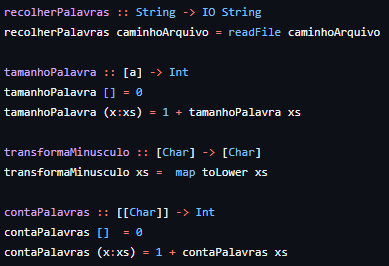 recolherPalavras :: String -> IO String
recolherPalavras caminhoArquivo = readFile caminhoArquivo
tamanhoPalavra :: [a] -> Int
tamanhoPalavra [] = 0
tamanhoPalavra (x:xs) = 1 + tamanhoPalavra xs
transformaMinusculo :: [Char] -> [Char]
transformaMinusculo xs =  map toLower xs
contaPalavras :: [[Char]] -> Int
contaPalavras []  = 0
contaPalavras (x:xs) = 1 + contaPalavras xs